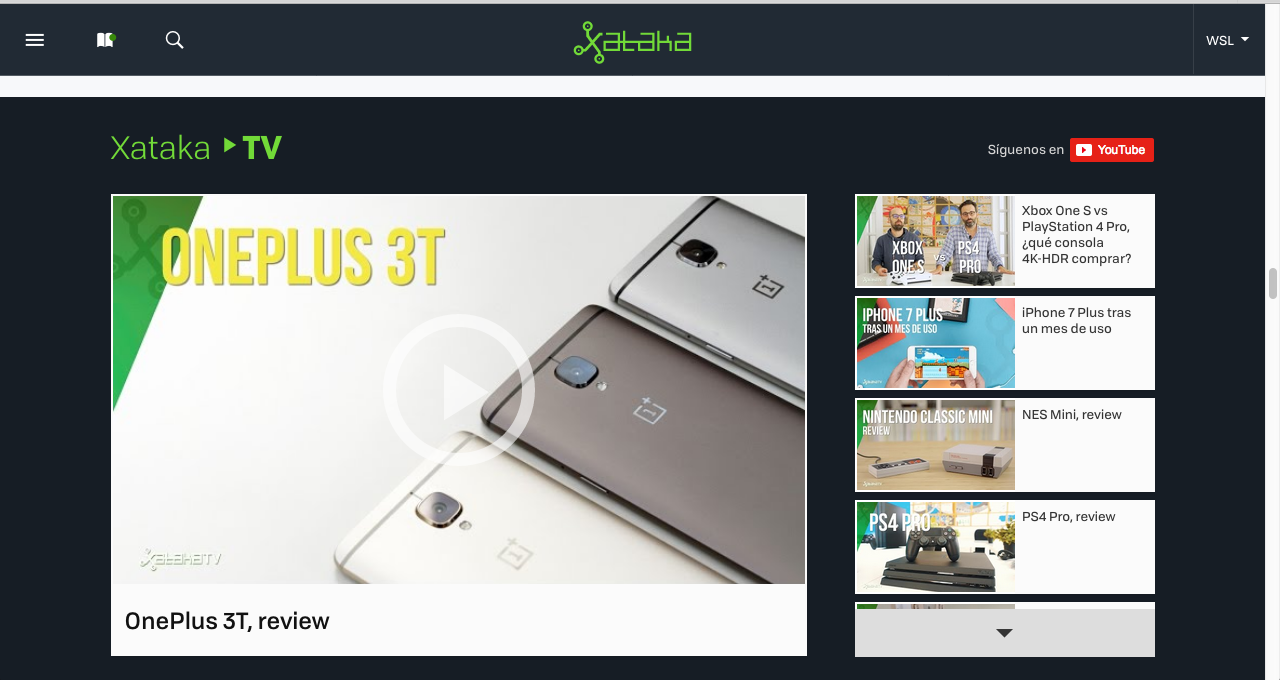 xataka
WSL
Xataka TV
Síguenos en YouTube
ONEPLUS 3T
XatakaTV
OnePlus 3T, review
XBOX ONE S vs PS4 PRO
Xbox One S vs
PlayStation 4 Pro,
¿qué consola
4K-HDR comprar?
IPHONE 7 PLUS
TRAS UN MES DE USO
iPhone 7 Plus tras
un mes de uso
NINTENDO CLASSIC MINI
REVIEW
NES Mini, review
PS4 PRO
PS4 Pro, review